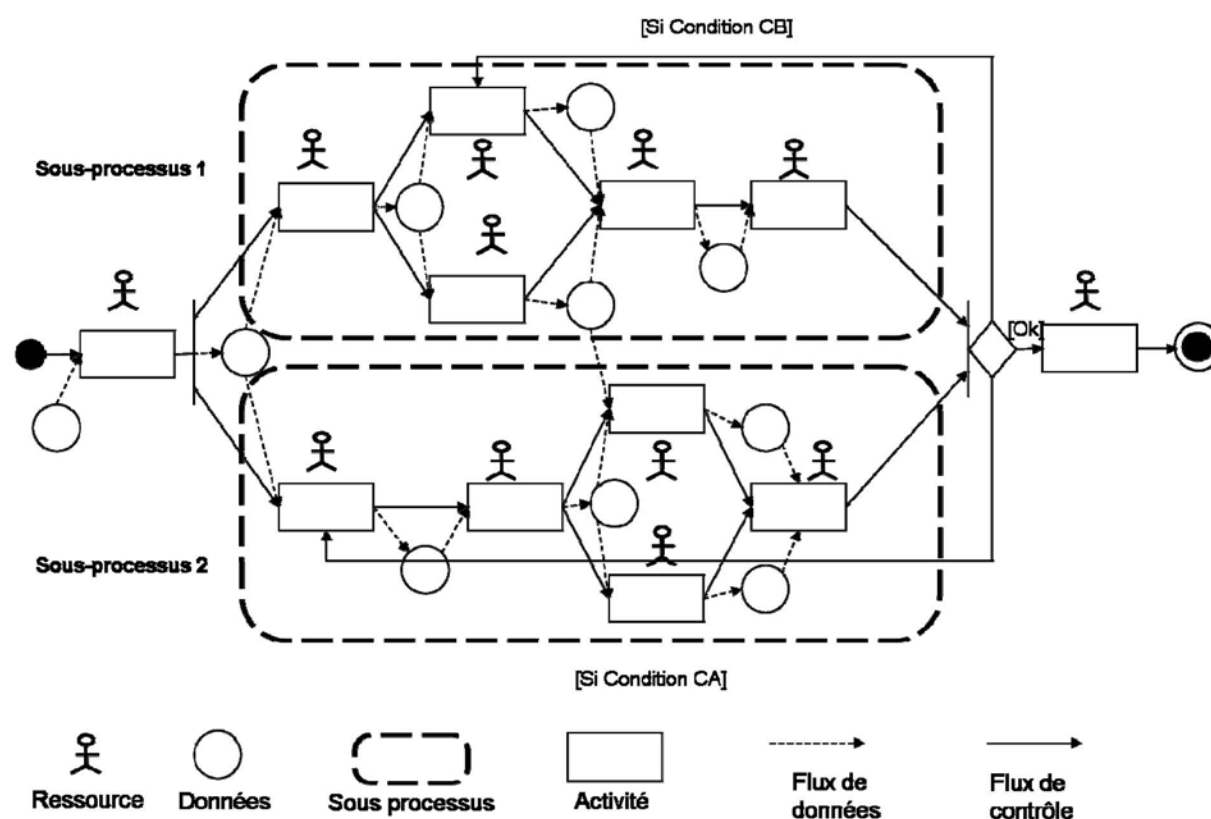 [Si Condition CB]
Sous-processus 1
[Ok]
Sous-processus 2
[Si Condition CA]
Ressource
Données
Sous processus
Activité
Flux de
données
Flux de
contrôle